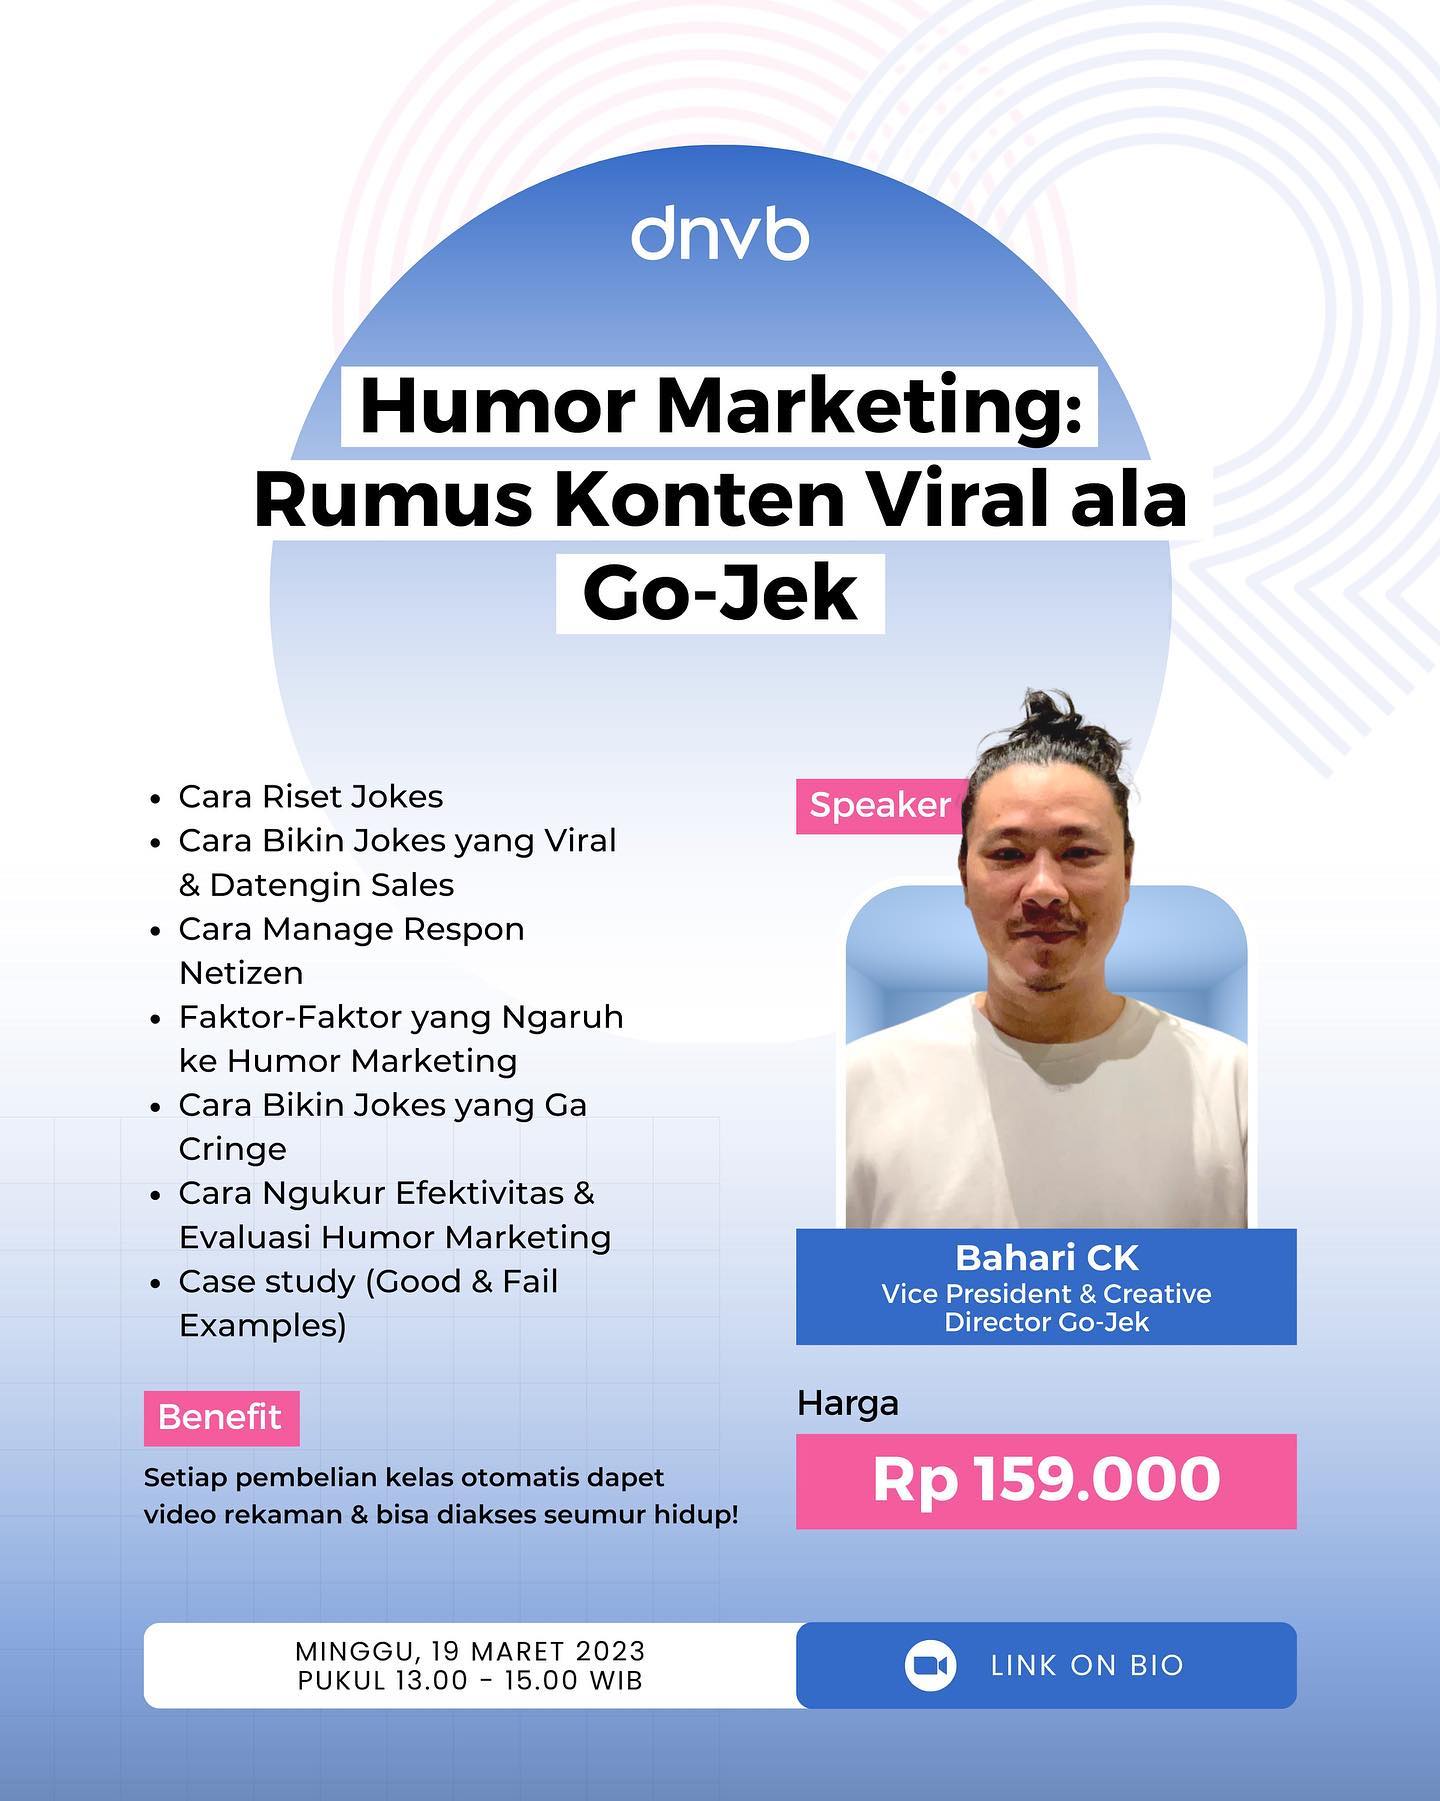 dnvb
Humor Marketing:
Rumus Konten Viral ala
Go-Jek
• Cara Riset Jokes
• Cara Bikin Jokes yang Viral
& Datengin Sales
• Cara Manage Respon
Netizen
• Faktor-Faktor yang Ngaruh
ke Humor Marketing
• Cara Bikin Jokes yang Ga
Cringe
• Cara Ngukur Efektivitas &
Evaluasi Humor Marketing
• Case study (Good & Fail
Examples)
Speaker
Bahari CK
Vice President & Creative
Director Go-Jek
Benefit
Setiap pembelian kelas otomatis dapet
video rekaman & bisa diakses seumur hidup!
Harga
Rp 159.000
MINGGU, 19 MARET 2023
PUKUL 13.00 - 15.00 WIB
LINK ON BIO